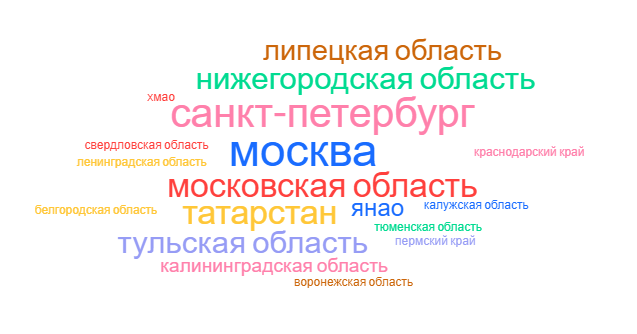 липецкая область
нижегородская область
хмао
санкт-петербург
свердловская область
москва
краснодарский край
ленинградская область
московская область
белгородская область
татарстан
янао
калужская область
тюменская область
тульская область
пермский край
калининградская область
воронежская область